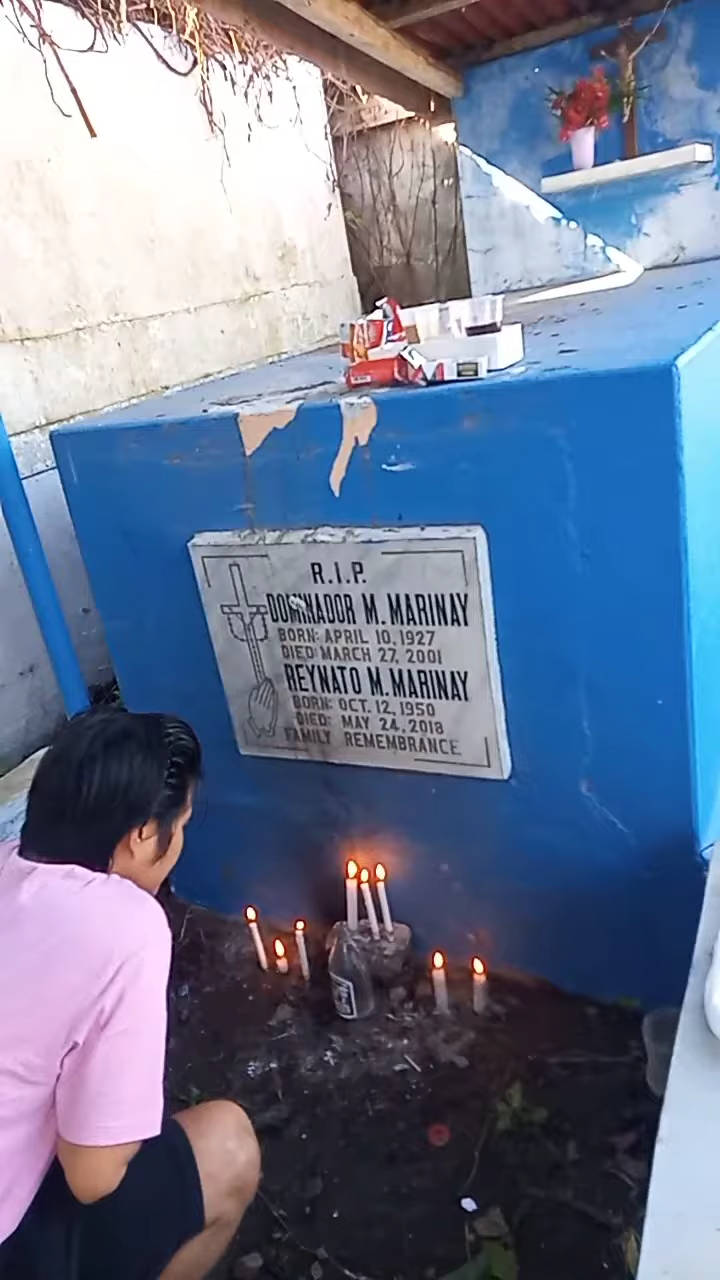 R.I.P.
DOMINADOR M. MARINAY
BORN: APRIL 10, 1927
DIED: MARCH 27, 2001
REYNATO M. MARINAY
BORN: OCT. 12, 1950
DIED: MAY 24, 2018
FAMILY REMEMBRANCE